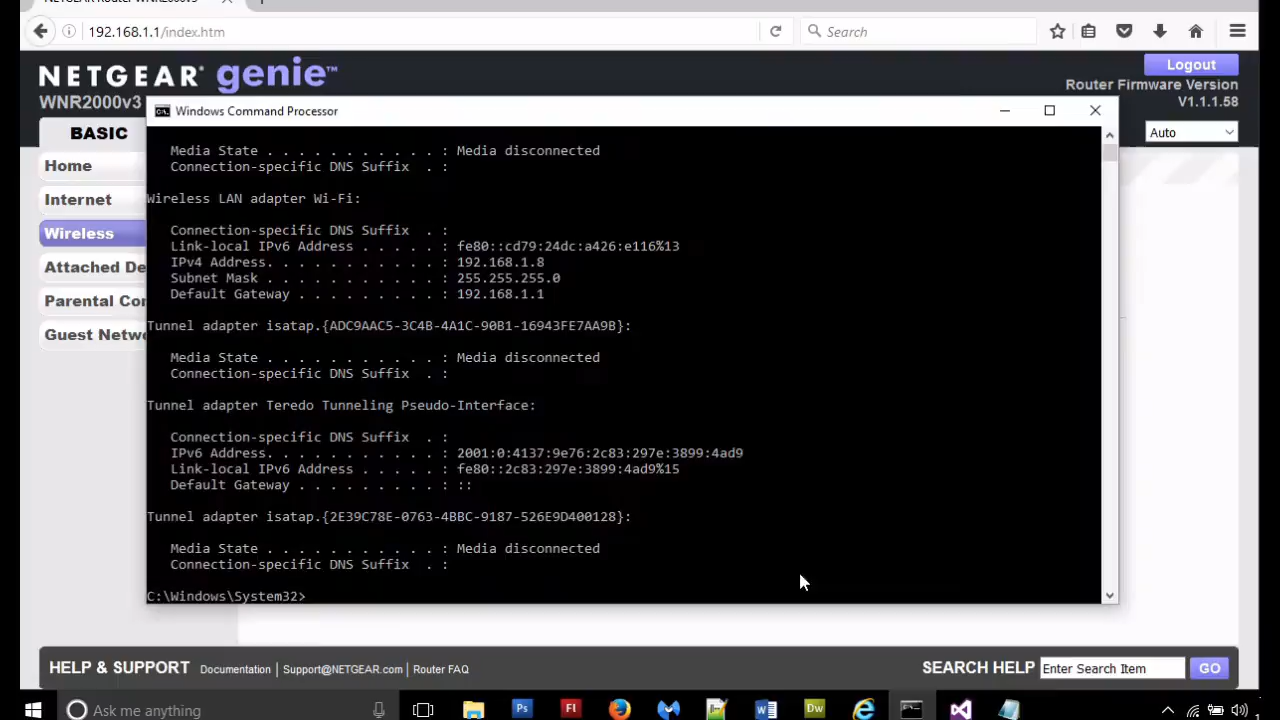 192.168.1.1/index.htm
Search
NETGEAR® genie™
Logout
Router Firmware Version
V1.1.1.58
WNR2000v3
Auto
BASIC
Home
Internet
Wireless
Attached De
Parental Con
Guest Netw
Windows Command Processor
Media State . . . . . . . . . . . : Media disconnected
Connection-specific DNS Suffix  . :
Wireless LAN adapter Wi-Fi:
Connection-specific DNS Suffix  . :
Link-local IPv6 Address . . . . . : fe80::cd79:24dc:a426:e116%13
IPv4 Address. . . . . . . . . . . : 192.168.1.8
Subnet Mask . . . . . . . . . . . : 255.255.255.0
Default Gateway . . . . . . . . . : 192.168.1.1
Tunnel adapter isatap.{ADC9AAC5-3C4B-4A1C-90B1-16943FE7AA9B}:
Media State . . . . . . . . . . . : Media disconnected
Connection-specific DNS Suffix  . :
Tunnel adapter Teredo Tunneling Pseudo-Interface:
Connection-specific DNS Suffix  . :
IPv6 Address. . . . . . . . . . . : 2001:0:4137:9e76:2c83:297e:3899:4ad9
Link-local IPv6 Address . . . . . : fe80::2c83:297e:3899:4ad9%15
Default Gateway . . . . . . . . . : ::
Tunnel adapter isatap.{2E39C78E-0763-4BBC-9187-526E9D400128}:
Media State . . . . . . . . . . . : Media disconnected
Connection-specific DNS Suffix  . :
C:\Windows\System32>
HELP & SUPPORT Documentation | Support@NETGEAR.com | Router FAQ
SEARCH HELP Enter Search Item GO
Ask me anything